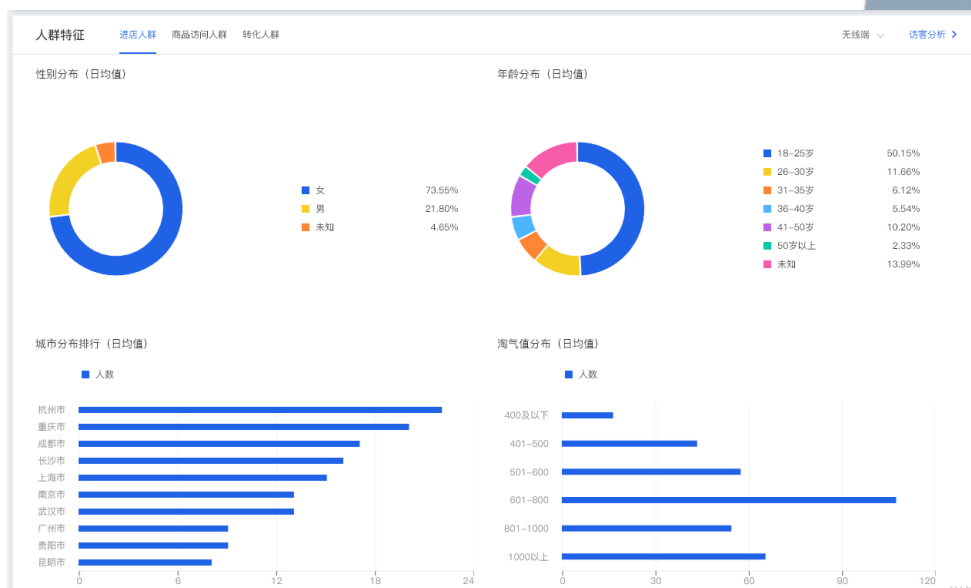 人群特征 进店人群 商品访问人群 转化人群 无线端 访客分析
性别分布（日均值）
女 73.55%
男 21.80%
未知 4.65%
年龄分布（日均值）
18-25岁 50.15%
26-30岁 11.66%
31-35岁 6.12%
36-40岁 5.54%
41-50岁 10.20%
50岁以上 2.33%
未知 13.99%
城市分布排行（日均值）
人数
杭州市
重庆市
成都市
长沙市
上海市
南京市
武汉市
广州市
贵阳市
昆明市
0 6 12 18 24
淘气值分布（日均值）
人数
400及以下
401-500
501-600
601-800
801-1000
1000以上
0 30 60 90 120